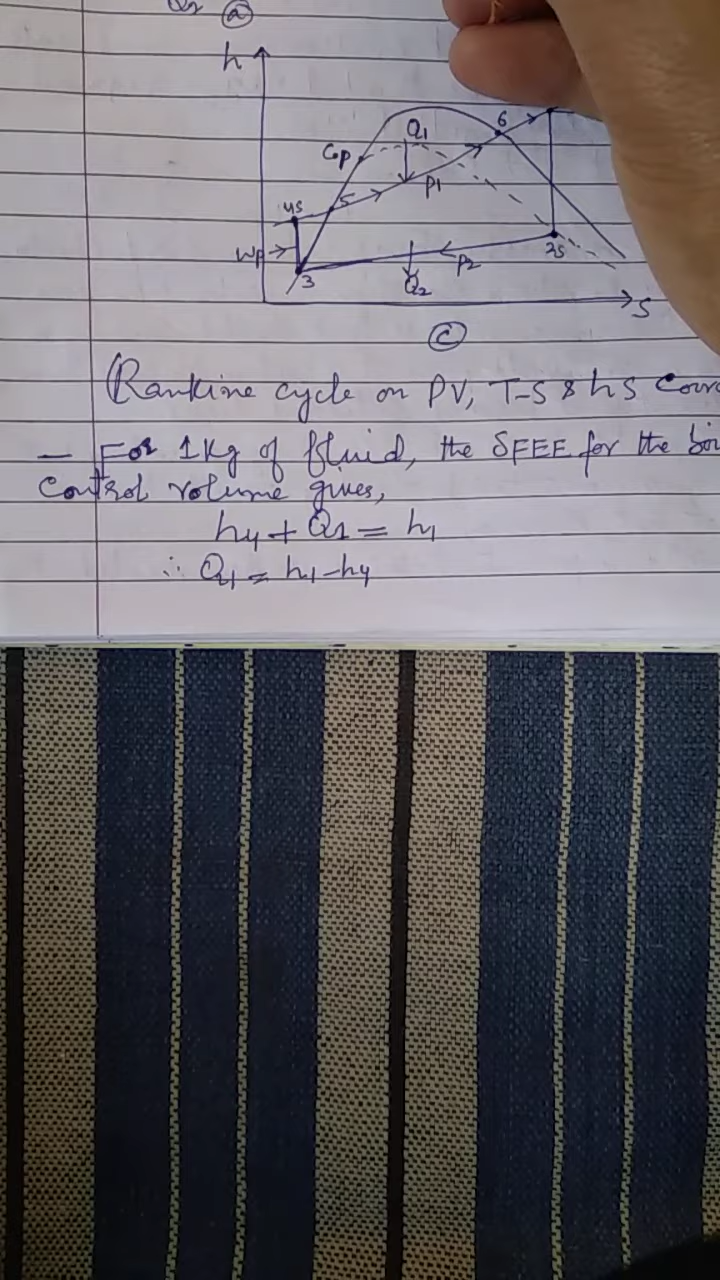 Q2 (a)
h
6
Q1
Cp
P1
4s
5
Wp
2s
P2
3
Q2
S
(c)
(Rankine cycle on PV, T-S & hS
— For 1kg of fluid, the SFEE for the
Control volume gives,
h4 + Q1 = h1
∴ Q1 = h1 - h4